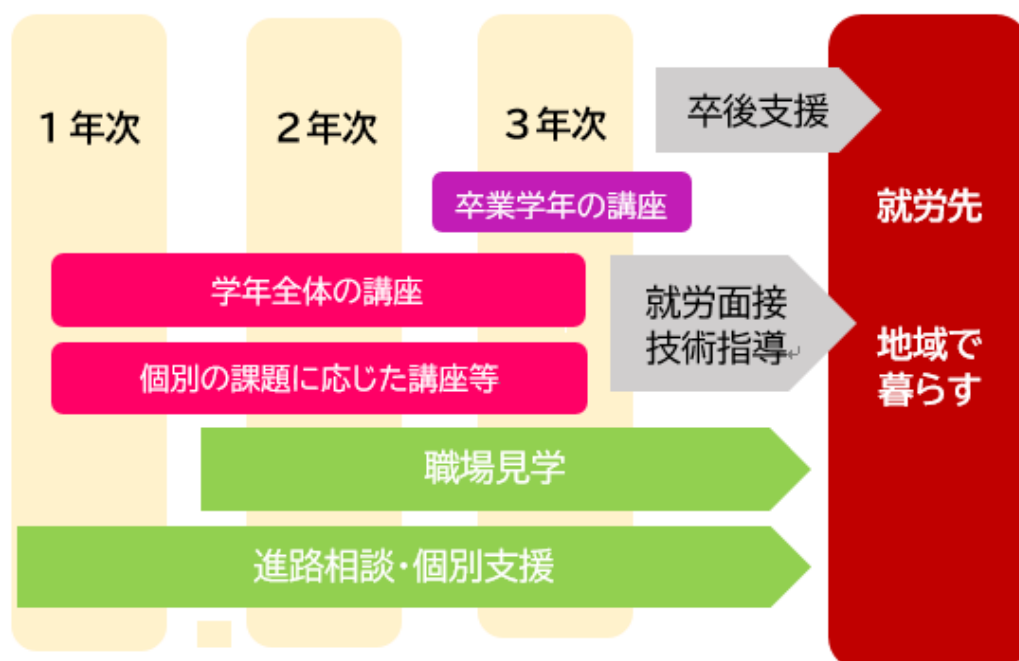 1年次
2年次
3年次
卒後支援
卒業学年の講座
就労先
学年全体の講座
就労面接
技術指導↵
個別の課題に応じた講座等
地域で
暮らす
職場見学
進路相談・個別支援